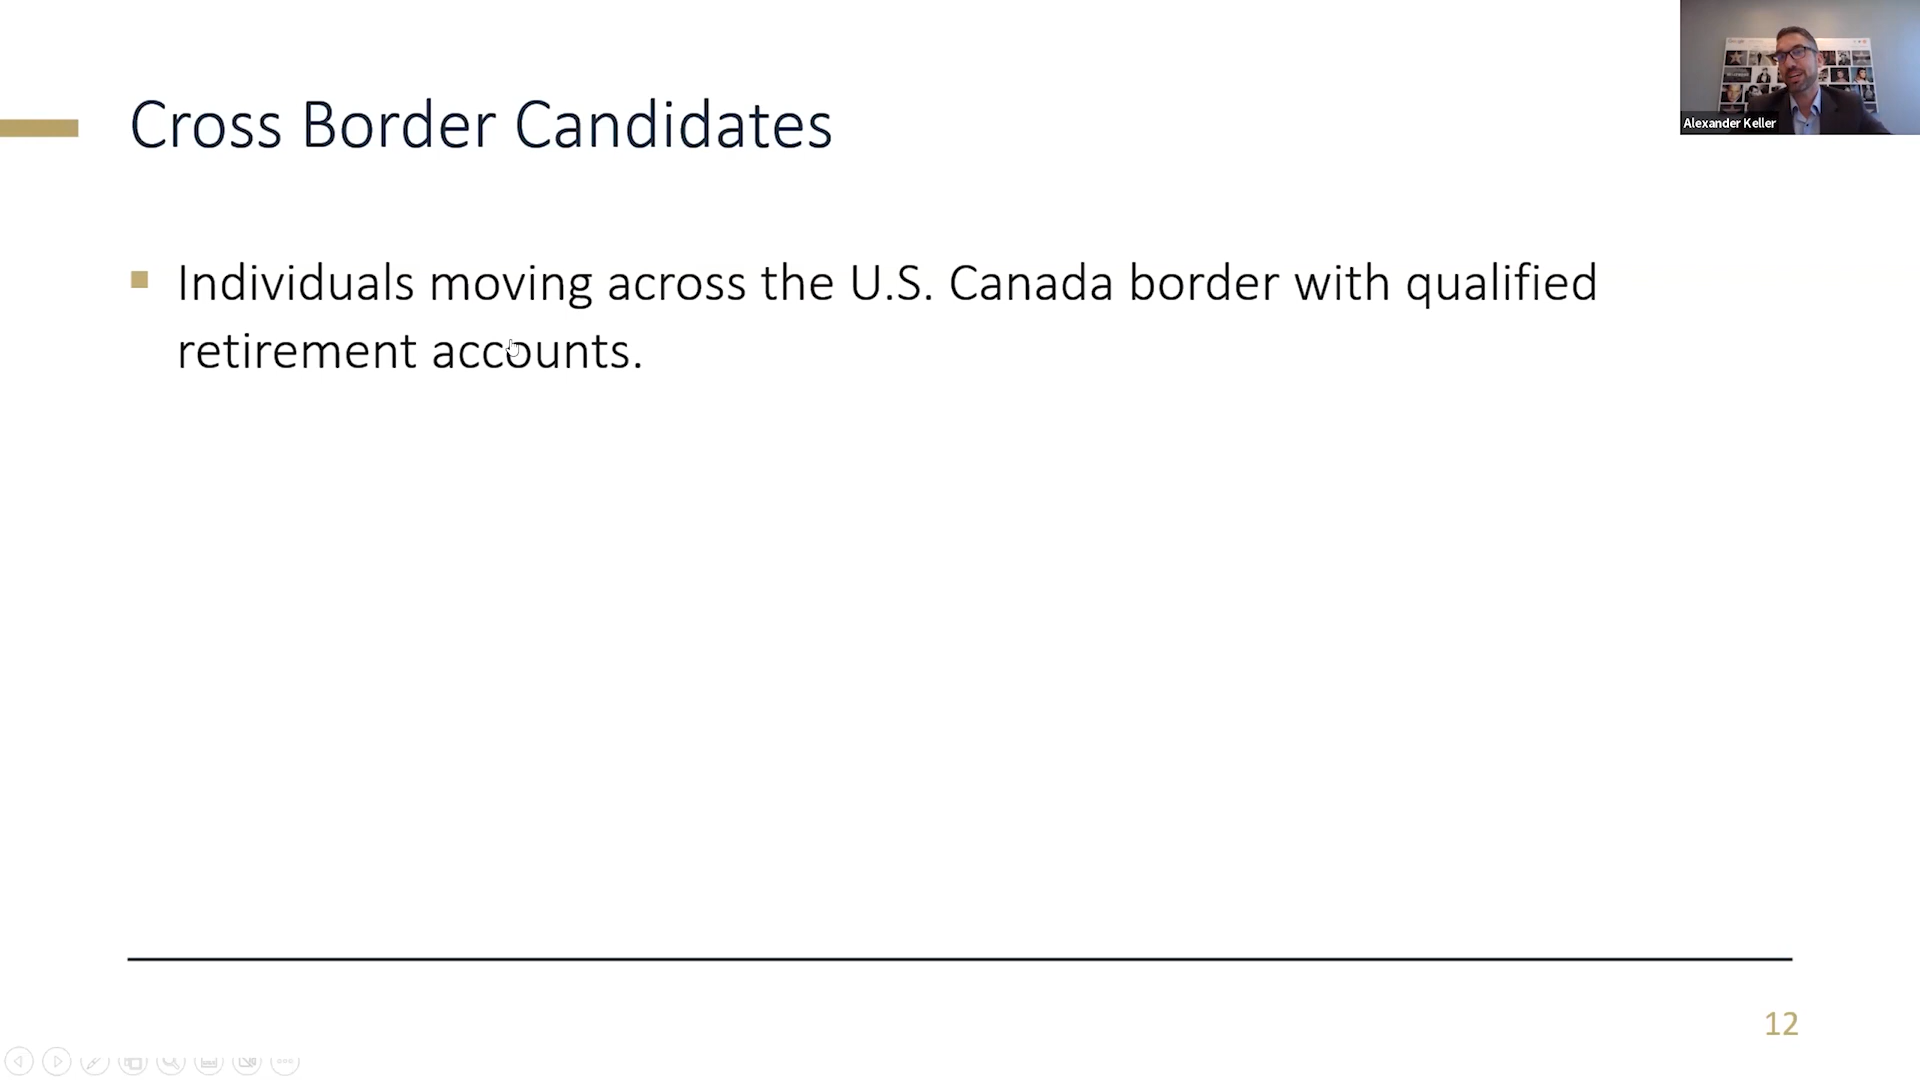 Cross Border Candidates
Alexander Keller
Individuals moving across the U.S. Canada border with qualified
retirement accounts.
12